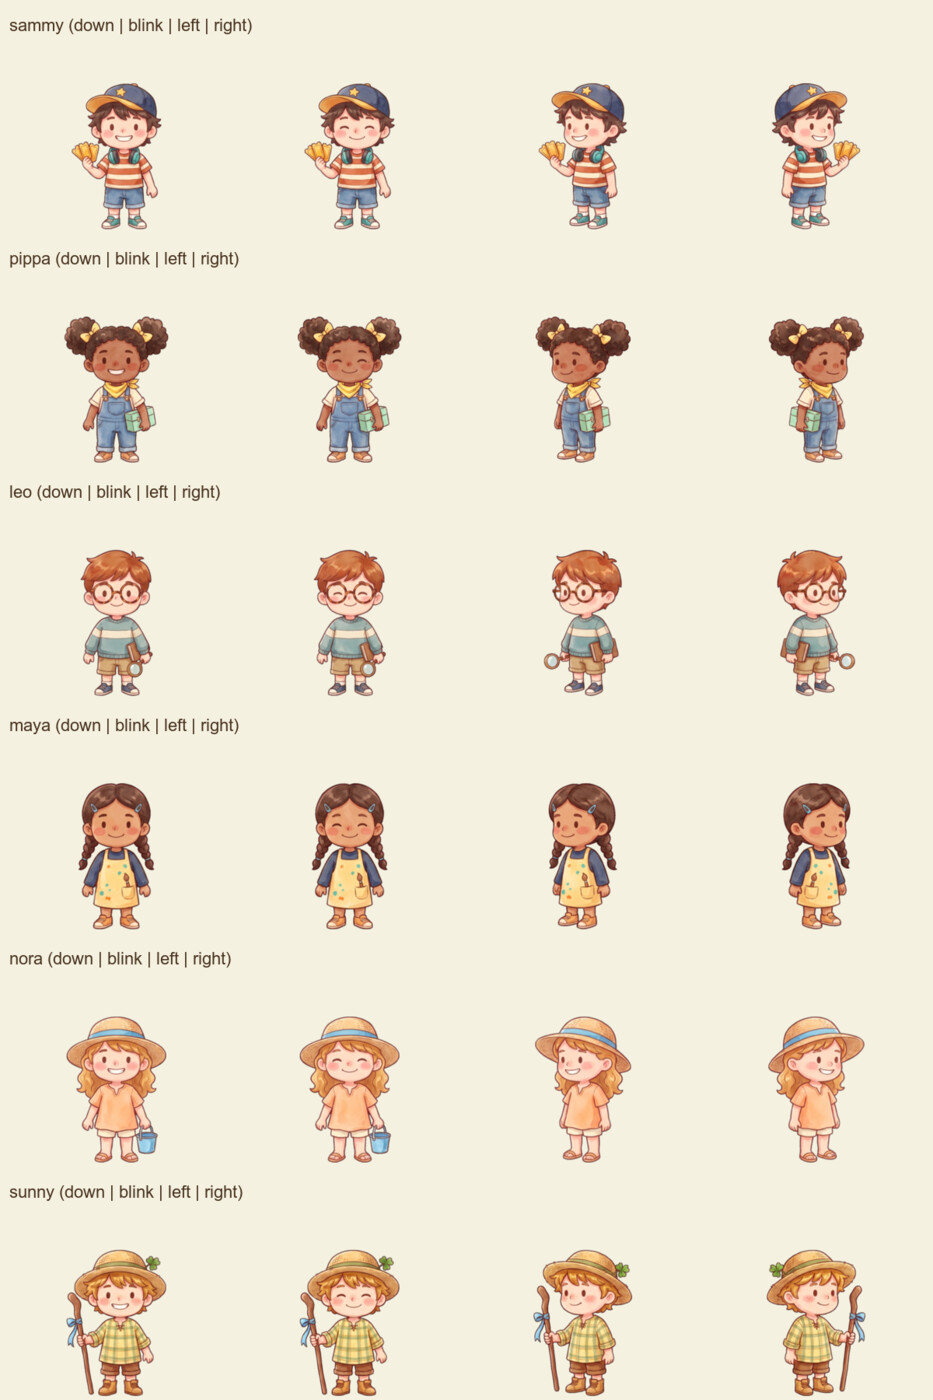 sammy (down | blink | left | right)
pippa (down | blink | left | right)
leo (down | blink | left | right)
maya (down | blink | left | right)
nora (down | blink | left | right)
sunny (down | blink | left | right)